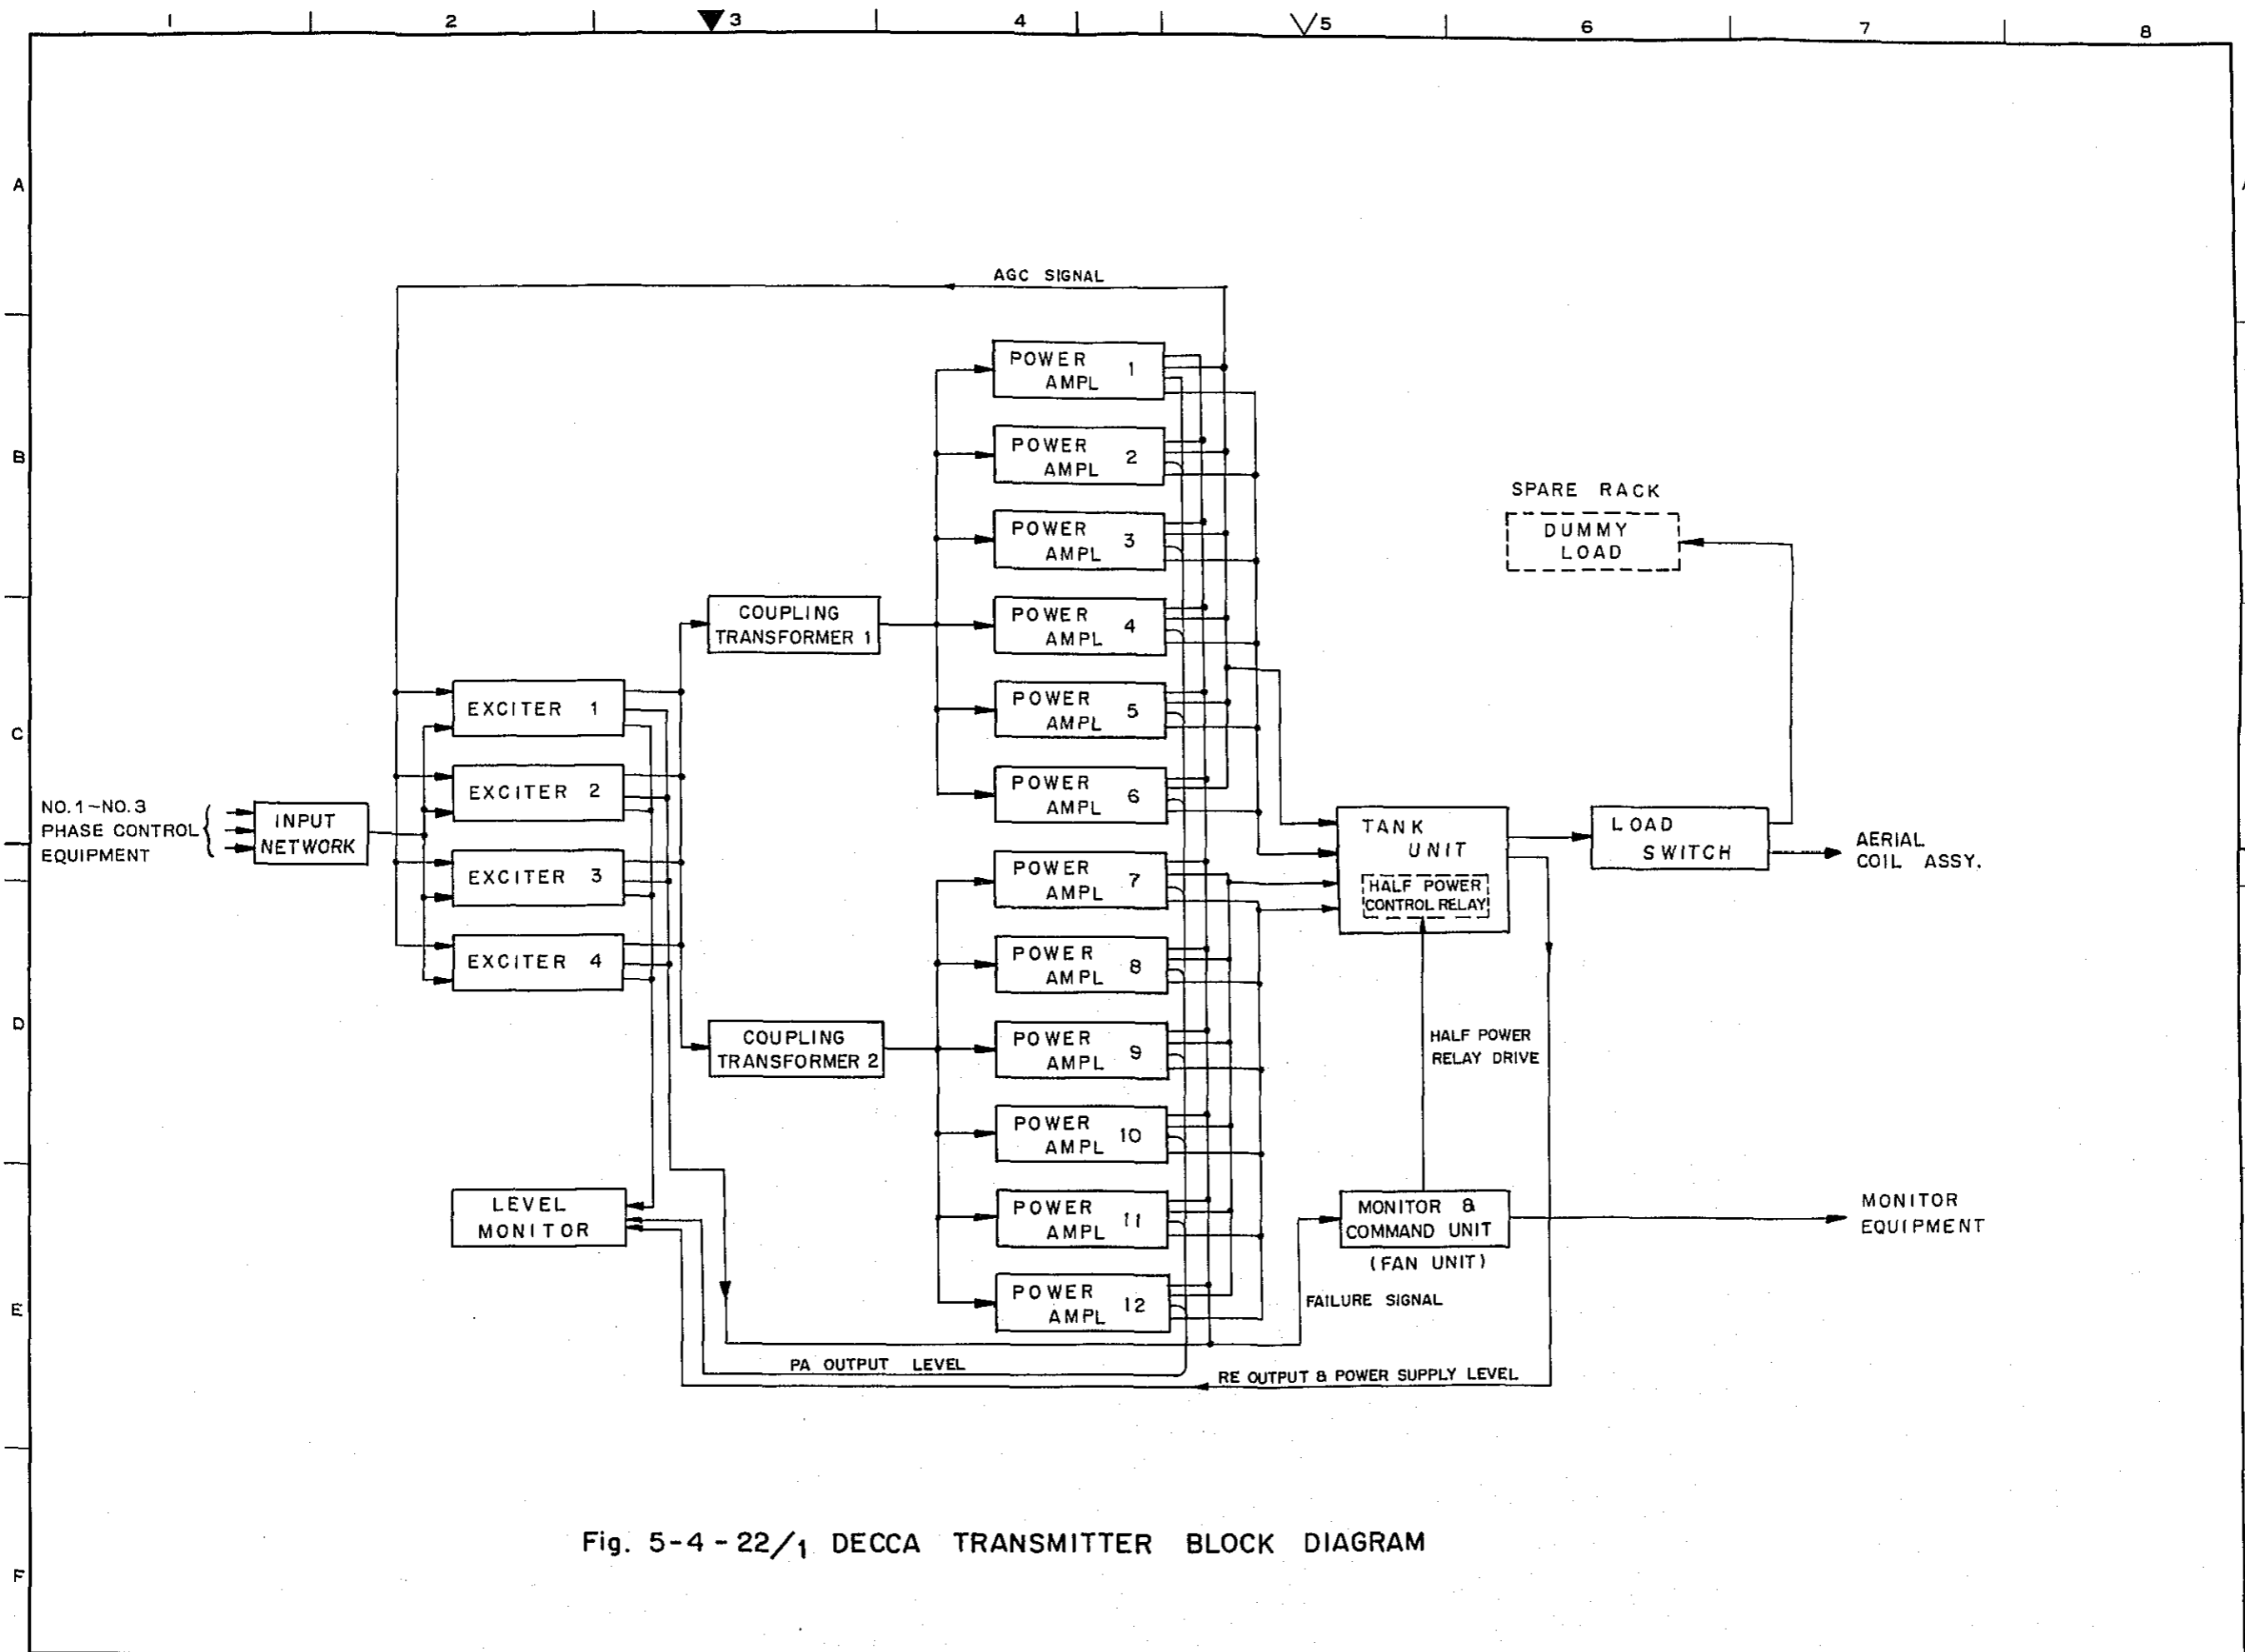 1 2 3 4 5 6 7 8
A
B
C
D
E
F
AGC SIGNAL
POWER
AMPL 1
POWER
AMPL 2
POWER
AMPL 3
POWER
AMPL 4
POWER
AMPL 5
POWER
AMPL 6
POWER
AMPL 7
POWER
AMPL 8
POWER
AMPL 9
POWER
AMPL 10
POWER
AMPL 11
POWER
AMPL 12
SPARE RACK
DUMMY
LOAD
COUPLING
TRANSFORMER 1
EXCITER 1
EXCITER 2
EXCITER 3
EXCITER 4
NO.1~NO.3
PHASE CONTROL
EQUIPMENT
INPUT
NETWORK
TANK
UNIT
HALF POWER
CONTROL RELAY
LOAD
SWITCH
AERIAL
COIL ASSY.
COUPLING
TRANSFORMER 2
HALF POWER
RELAY DRIVE
LEVEL
MONITOR
MONITOR &
COMMAND UNIT
(FAN UNIT)
MONITOR
EQUIPMENT
FAILURE SIGNAL
PA OUTPUT LEVEL
RE OUTPUT & POWER SUPPLY LEVEL
Fig. 5-4-22/1 DECCA TRANSMITTER BLOCK DIAGRAM